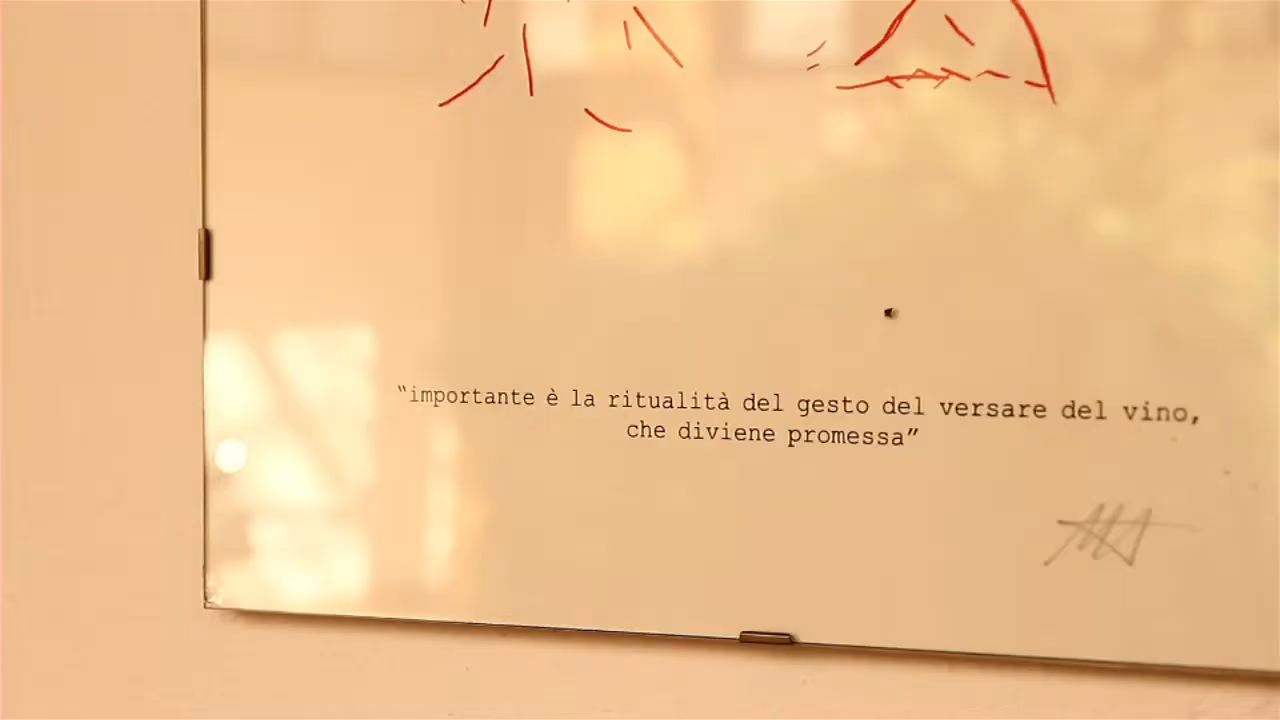 “importante è la ritualità del gesto del versare del vino,
che diviene promessa”